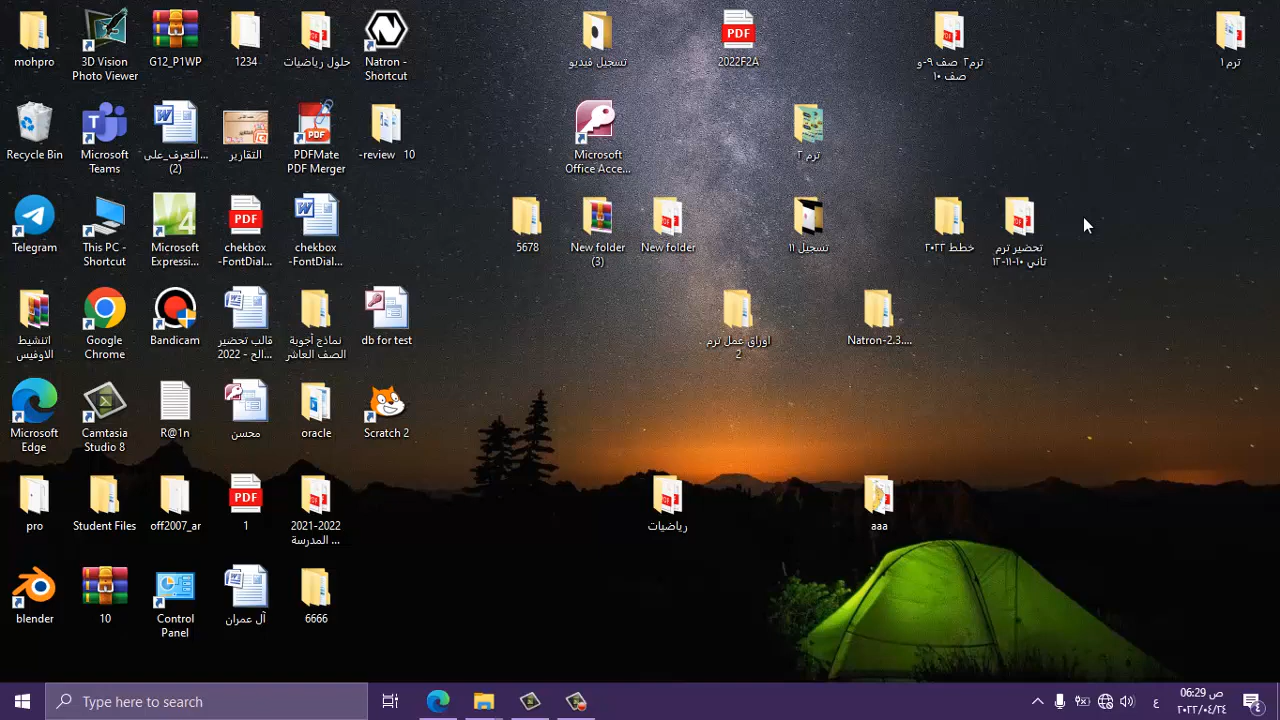 mohpro
3D Vision
Photo Viewer
G12_P1WP
1234
حلول رياضيات
Natron -
Shortcut
تسجيل فيديو
2022F2A
ترم٢ صف ٩-و
صف ١٠
ترم ١
Recycle Bin
Microsoft
Teams
التعرف_على...
(2)
التقارير
PDFMate
PDF Merger
-review 10
Microsoft
Office Acce...
ترم ٢
Telegram
This PC -
Shortcut
Microsoft
Expressi...
chekbox
-FontDial...
chekbox
-FontDial...
5678
New folder
(3)
New folder
تسجيل ١١
خطط ٢٠٢٢
تحضير ترم
ثاني ١٠-١١-١٢
انشيط
الاوفيس
Google
Chrome
Bandicam
قالب تحضير
الح - 2022...
نماذج أجوبة
الصف العاشر
db for test
اوراق عمل ترم
2
Natron-2.3....
Microsoft
Edge
Camtasia
Studio 8
R@1n
محسن
oracle
Scratch 2
pro
Student Files
off2007_ar
1
2021-2022
المدرسة ...
رياضيات
aaa
blender
10
Control
Panel
آل عمران
6666
Type here to search
ع
06:29 ص
٢٠٢٢/٠٤/٢٤